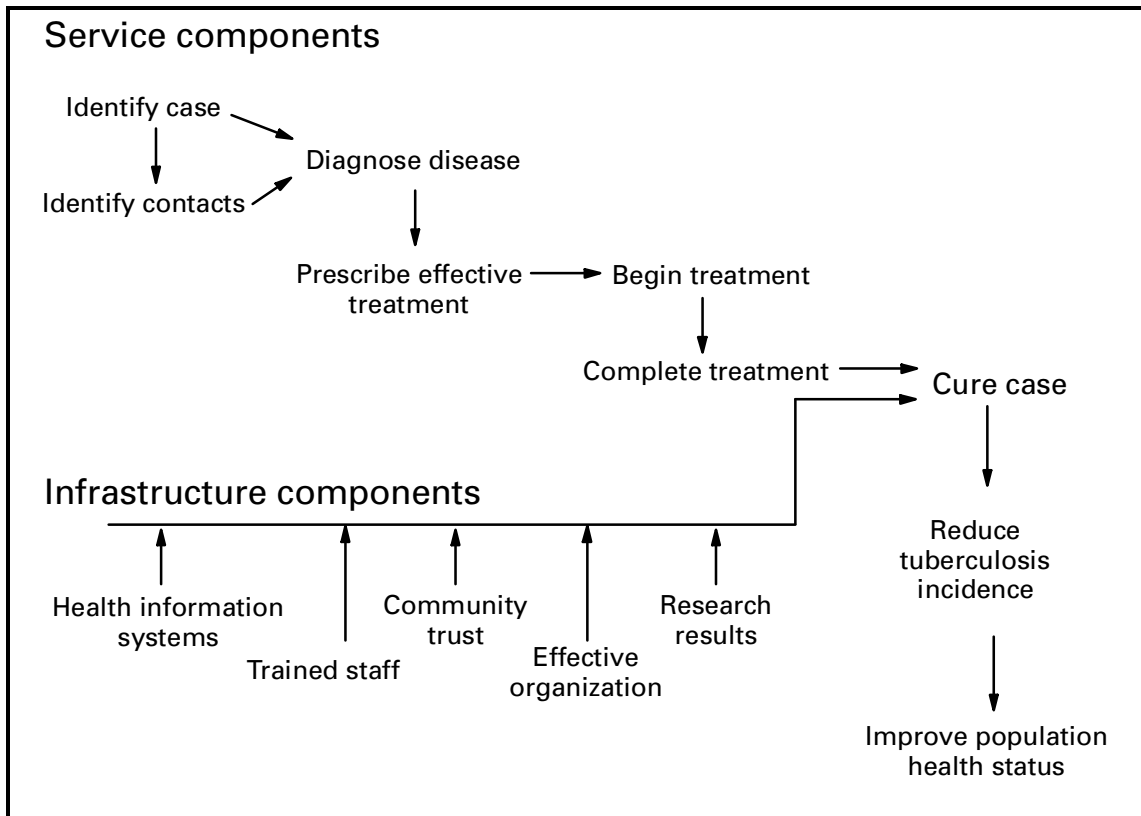 Service components
Identify case
Diagnose disease
Identify contacts
Prescribe effective
treatment
Begin treatment
Complete treatment
Cure case
Infrastructure components
Health information
systems
Trained staff
Community
trust
Effective
organization
Research
results
Reduce
tuberculosis
incidence
Improve population
health status